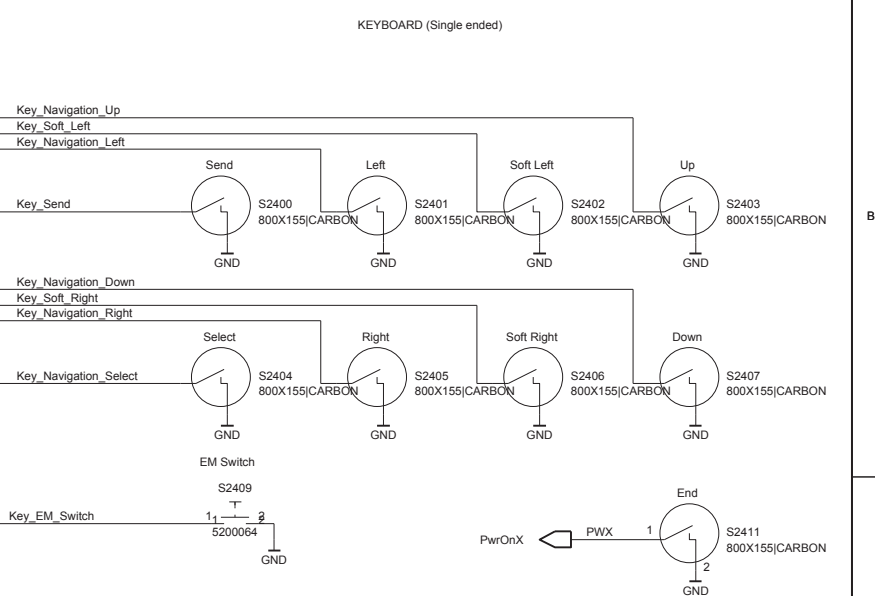 KEYBOARD (Single ended)
Key_Navigation_Up
Key_Soft_Left
Key_Navigation_Left
Send
Left
Soft Left
Up
Key_Send
S2400
800X155|CARBON
S2401
800X155|CARBON
S2402
800X155|CARBON
S2403
800X155|CARBON
B
GND
GND
GND
GND
Key_Navigation_Down
Key_Soft_Right
Key_Navigation_Right
Select
Right
Soft Right
Down
Key_Navigation_Select
S2404
800X155|CARBON
S2405
800X155|CARBON
S2406
800X155|CARBON
S2407
800X155|CARBON
GND
GND
GND
GND
EM Switch
S2409
Key_EM_Switch
1
1
2
2
5200064
GND
End
PwrOnX
PWX
1
S2411
800X155|CARBON
2
GND